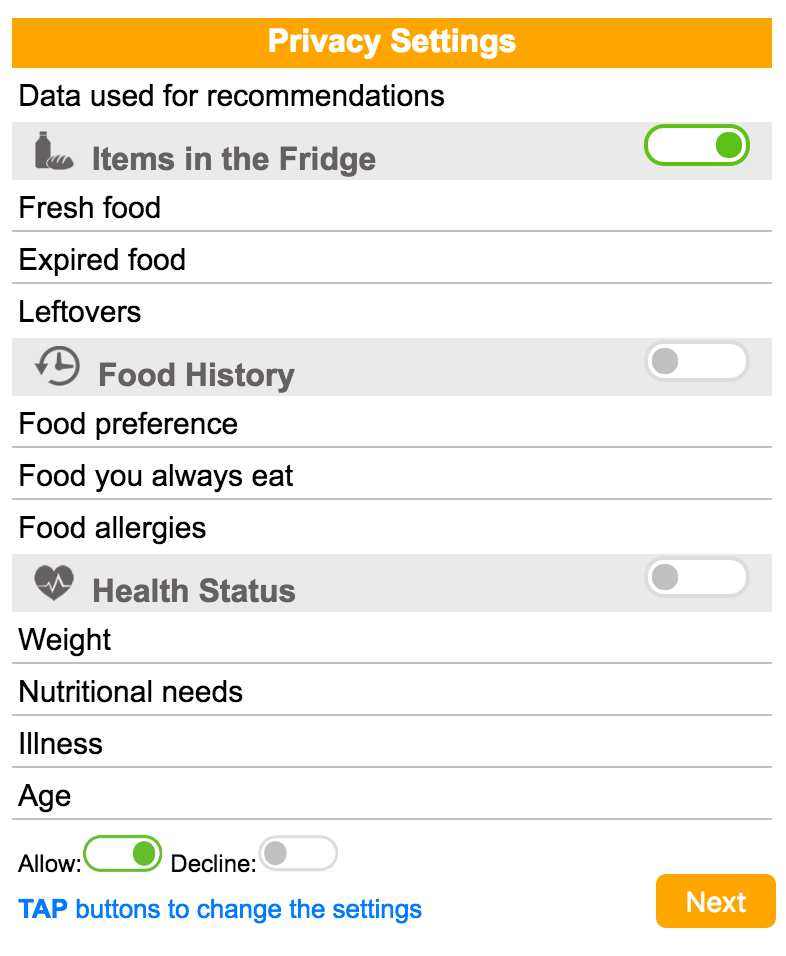 Privacy Settings
Data used for recommendations
Items in the Fridge
Fresh food
Expired food
Leftovers
Food History
Food preference
Food you always eat
Food allergies
Health Status
Weight
Nutritional needs
Illness
Age
Allow: Decline:
TAP buttons to change the settings
Next